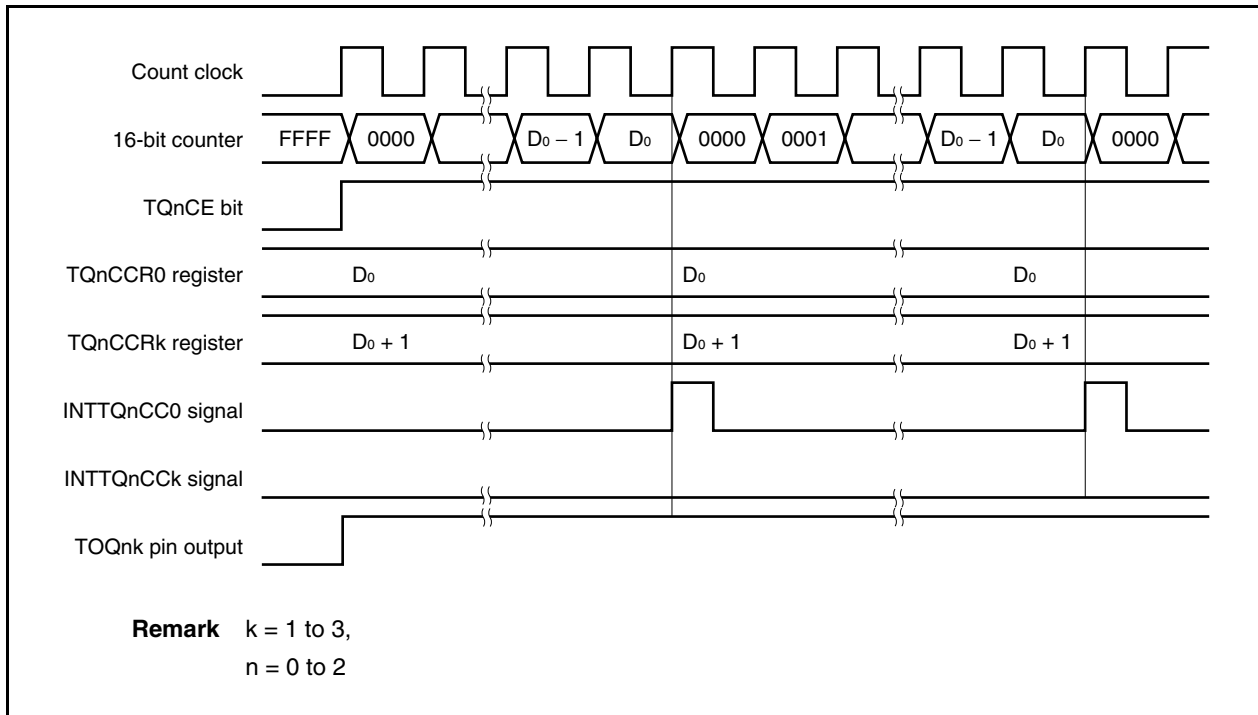 Count clock
16-bit counter FFFF 0000 D₀ − 1 D₀ 0000 0001 D₀ − 1 D₀ 0000
TQnCE bit
TQnCCR0 register D₀ D₀ D₀
TQnCCRk register D₀ + 1 D₀ + 1 D₀ + 1
INTTQnCC0 signal
INTTQnCCk signal
TOQnk pin output
Remark k = 1 to 3,
n = 0 to 2